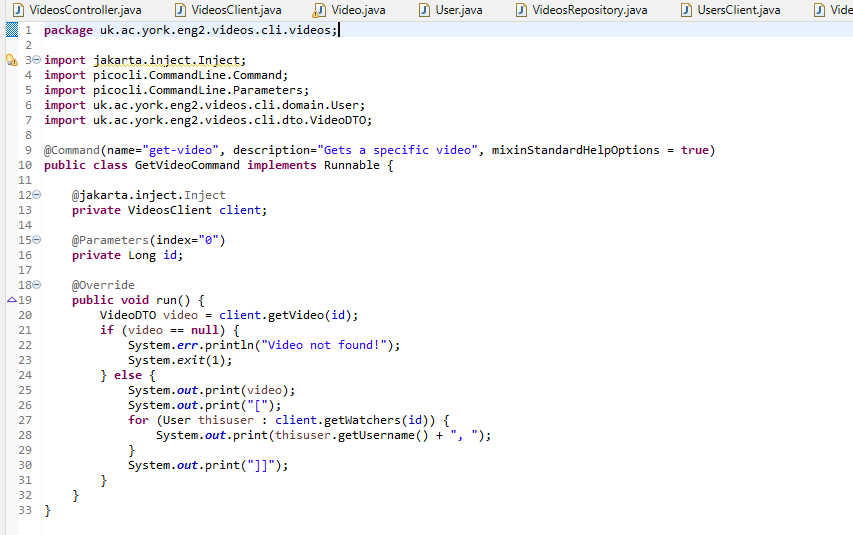 VideosController.java VideosClient.java Video.java User.java VideosRepository.java UsersClient.java Vide
1 package uk.ac.york.eng2.videos.cli.videos;
2
3 import jakarta.inject.Inject;
4 import picocli.CommandLine.Command;
5 import picocli.CommandLine.Parameters;
6 import uk.ac.york.eng2.videos.cli.domain.User;
7 import uk.ac.york.eng2.videos.cli.dto.VideoDTO;
8
9 @Command(name="get-video", description="Gets a specific video", mixinStandardHelpOptions = true)
10 public class GetVideoCommand implements Runnable {
11
12 @jakarta.inject.Inject
13 private VideosClient client;
14
15 @Parameters(index="0")
16 private Long id;
17
18 @Override
19 public void run() {
20 VideoDTO video = client.getVideo(id);
21 if (video == null) {
22 System.err.println("Video not found!");
23 System.exit(1);
24 } else {
25 System.out.print(video);
26 System.out.print("[");
27 for (User thisuser : client.getWatchers(id)) {
28 System.out.print(thisuser.getUsername() + ", ");
29 }
30 System.out.print("]]");
31 }
32 }
33 }